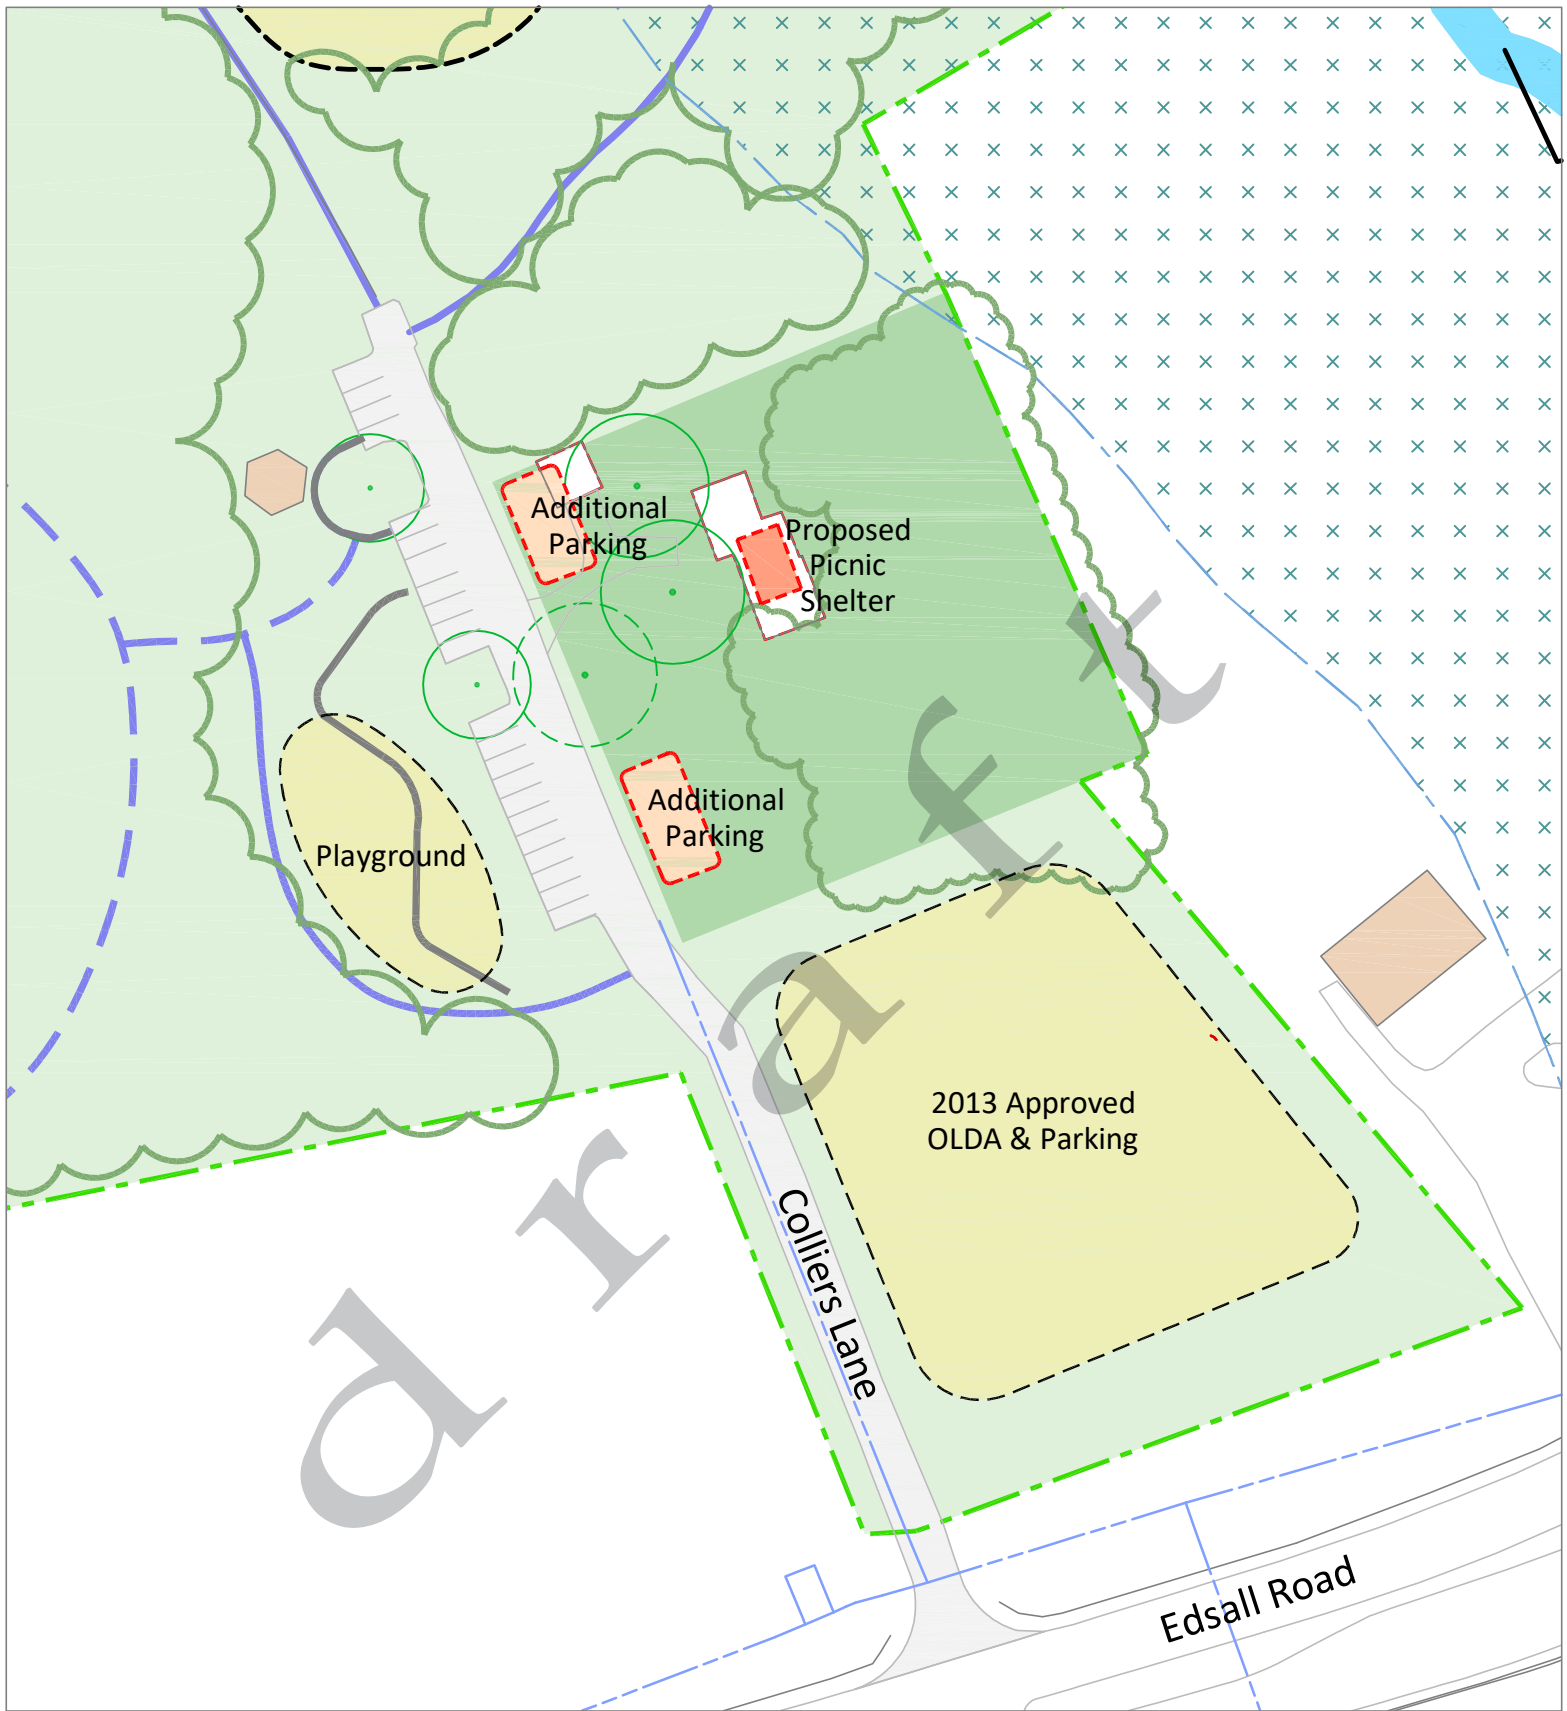 Additional
Parking
Proposed
Picnic
Shelter
Additional
Parking
Playground
2013 Approved
OLDA & Parking
Colliers Lane
Edsall Road
draft